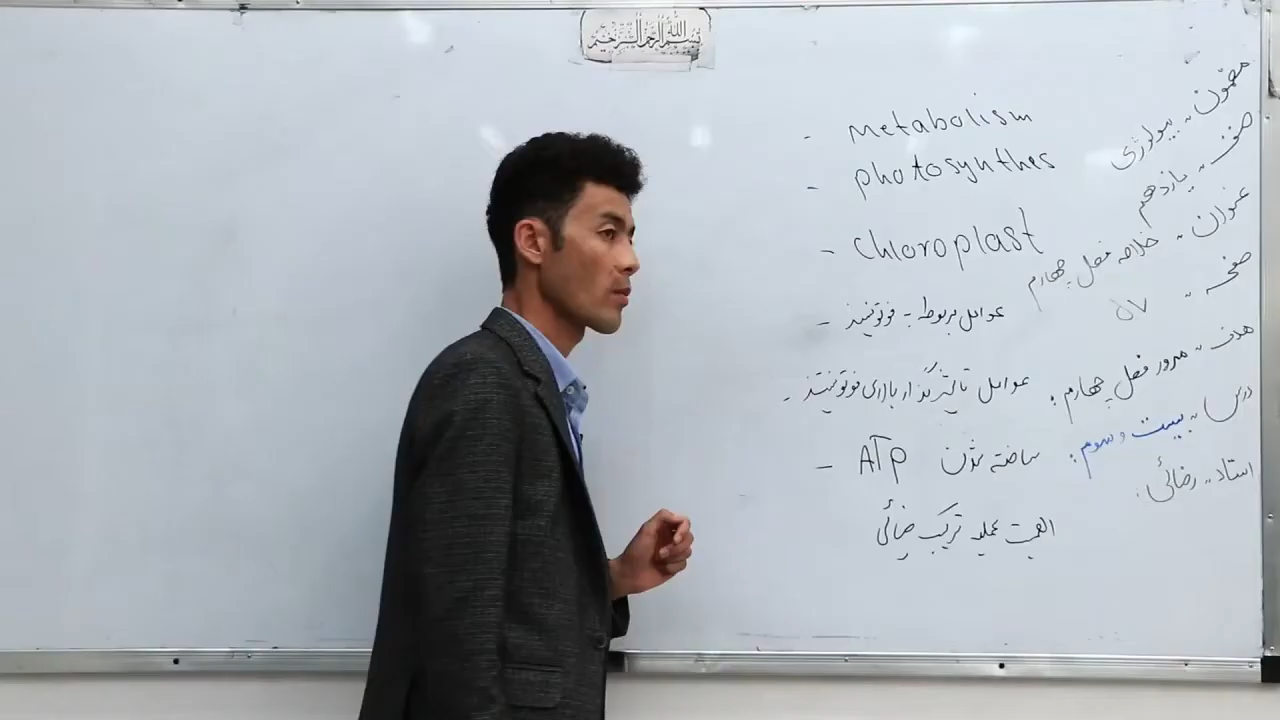 بسم الله الرحمن الرحیم
مضمون :- بیولوژی
صنف :- یازدهم
عنوان :- خلاصه فصل چهارم
صفحه :- ۵۷
هدف :- مرور فصل چهارم.
درس :- بیست و سوم.
استاد :- رضائی.
- Metabolism
- photosynthes
- Chloroplast
- عوامل مربوط به فوتوسنتیز
- عوامل تاثیرگذار بالای فوتوسنتیز
- ساخته شدن ATP
اهمیت عملیه ترکیب ضیائی